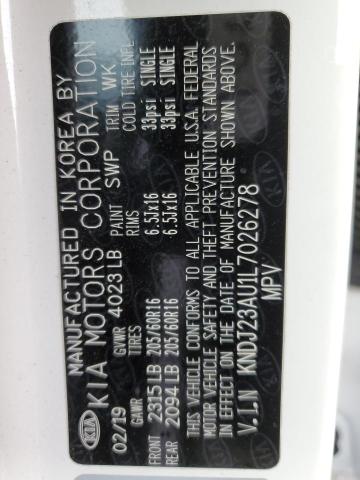 MANUFACTURED IN KOREA BY
KIA KIA MOTORS CORPORATION
02/19 GVWR 4023LB PAINT SWP TRIM WK
GAWR TIRES RIMS COLD TIRE INFL
FRONT 2315LB 205/60R16 6.5JX16 33psi SINGLE
REAR 2094LB 205/60R16 6.5JX16 33psi SINGLE
THIS VEHICLE CONFORMS TO ALL APPLICABLE U.S.A. FEDERAL
MOTOR VEHICLE SAFETY AND THEFT PREVENTION STANDARDS
IN EFFECT ON THE DATE OF MANUFACTURE SHOWN ABOVE.
V.I.N KNDJ23AU1L7026278
MPV